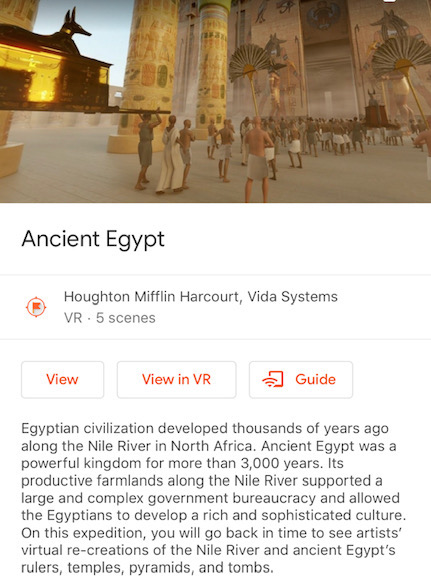 Ancient Egypt
Houghton Mifflin Harcourt, Vida Systems
VR · 5 scenes
View
View in VR
Guide
Egyptian civilization developed thousands of years ago
along the Nile River in North Africa. Ancient Egypt was a
powerful kingdom for more than 3,000 years. Its
productive farmlands along the Nile River supported a
large and complex government bureaucracy and allowed
the Egyptians to develop a rich and sophisticated culture.
On this expedition, you will go back in time to see artists’
virtual re-creations of the Nile River and ancient Egypt’s
rulers, temples, pyramids, and tombs.